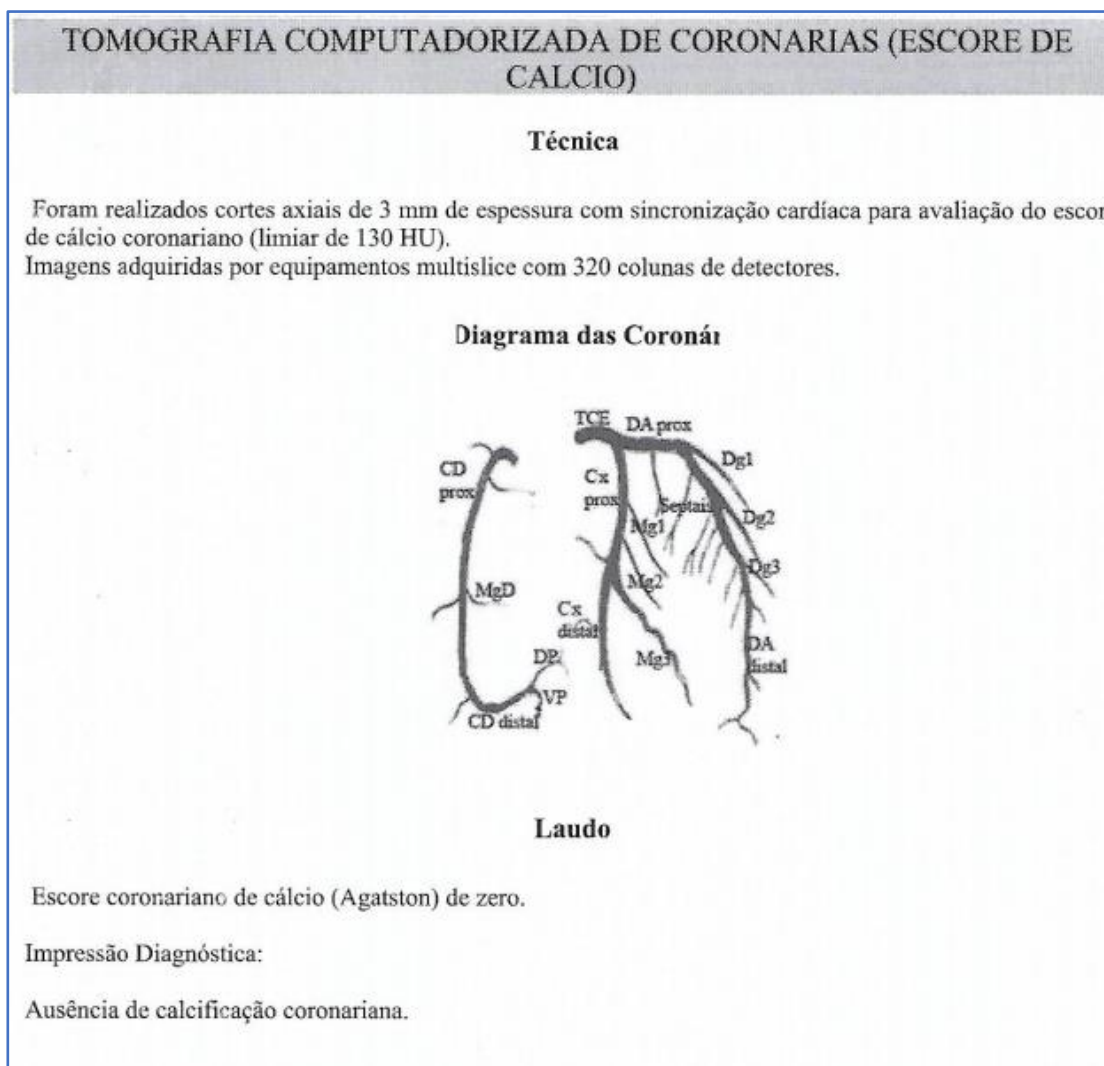 TOMOGRAFIA COMPUTADORIZADA DE CORONARIAS (ESCORE DE
CALCIO)
Técnica
Foram realizados cortes axiais de 3 mm de espessura com sincronização cardíaca para avaliação do escor
de cálcio coronariano (limiar de 130 HU).
Imagens adquiridas por equipamentos multislice com 320 colunas de detectores.
Diagrama das Coronár
TCE
DA prox
CD
prox
Cx
prox
Dg1
Septais
Mg1
Dg2
Dg3
MgD
Mg2
Cx
distal
DP
Mg3
DA
distal
VP
CD distal
Laudo
Escore coronariano de cálcio (Agatston) de zero.
Impressão Diagnóstica:
Ausência de calcificação coronariana.